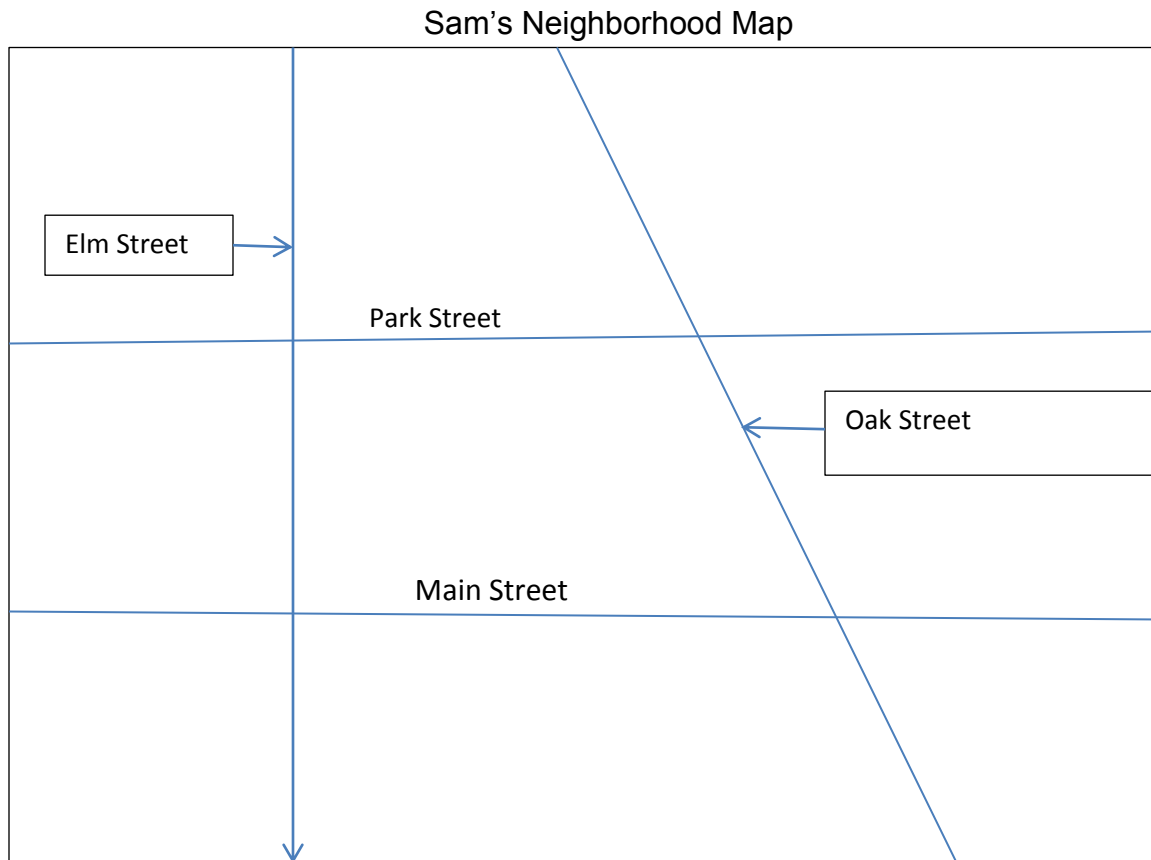 Sam’s Neighborhood Map
Elm Street
Park Street
Oak Street
Main Street